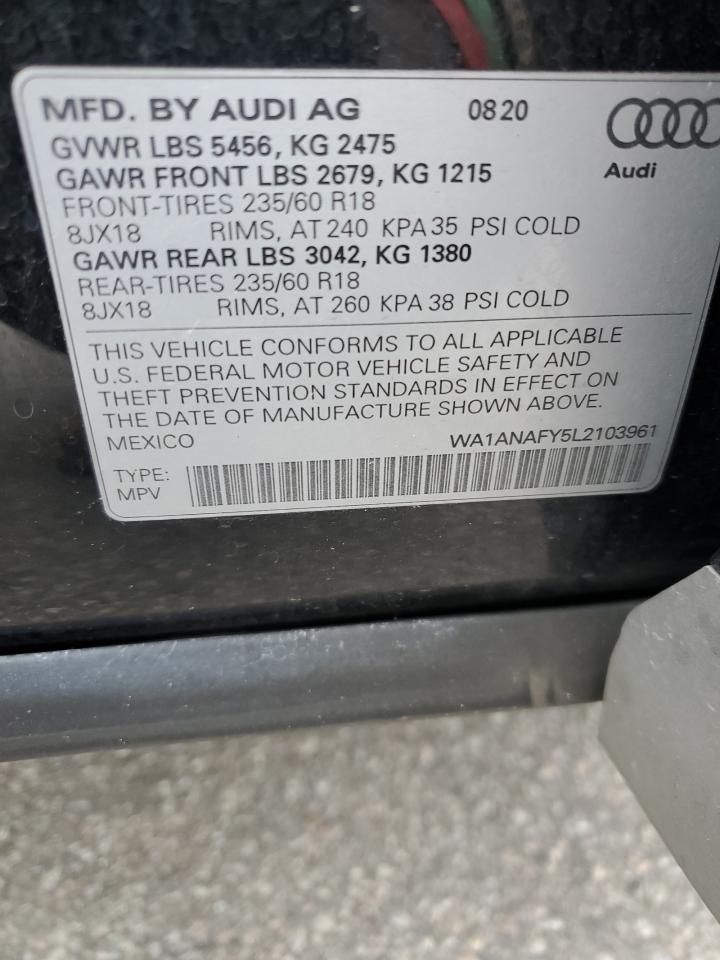 MFD. BY AUDI AG 0820
GVWR LBS 5456, KG 2475
GAWR FRONT LBS 2679, KG 1215
Audi
FRONT-TIRES 235/60 R18
8JX18 RIMS, AT 240 KPA 35 PSI COLD
GAWR REAR LBS 3042, KG 1380
REAR-TIRES 235/60 R18
8JX18 RIMS, AT 260 KPA 38 PSI COLD
THIS VEHICLE CONFORMS TO ALL APPLICABLE
U.S. FEDERAL MOTOR VEHICLE SAFETY AND
THEFT PREVENTION STANDARDS IN EFFECT ON
THE DATE OF MANUFACTURE SHOWN ABOVE.
MEXICO WA1ANAFY5L2103961
TYPE:
MPV